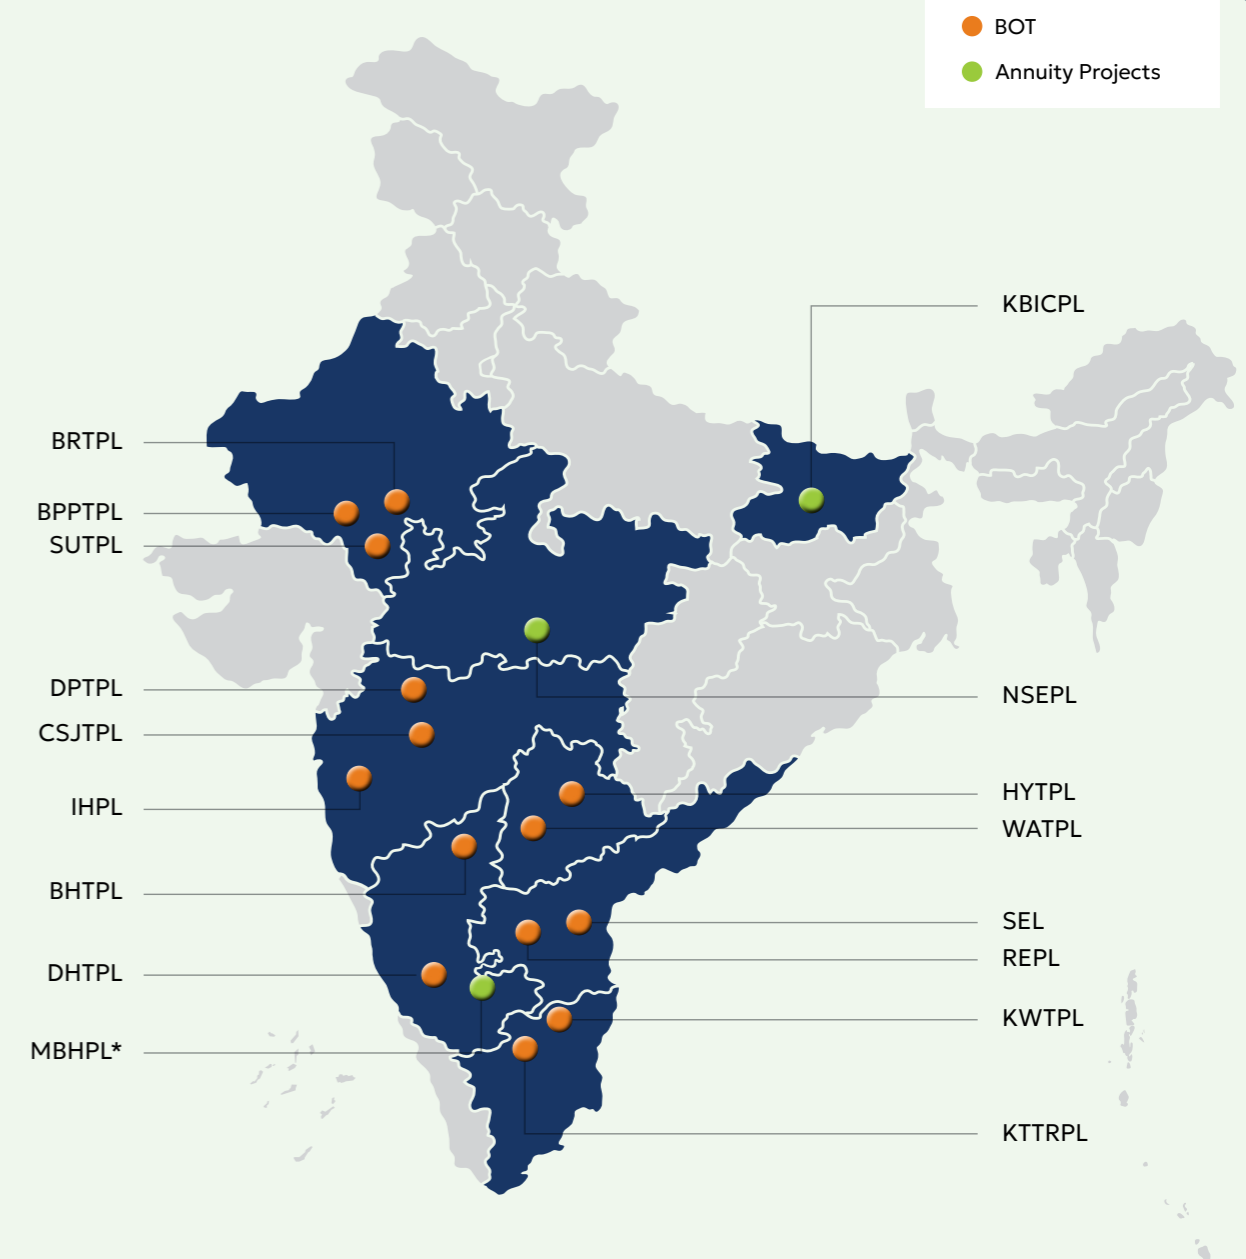 BOT
Annuity Projects
KBICPL
BRTPL
BPPTPL
SUTPL
DPTPL
NSEPL
CSJTPL
IHPL
HYTPL
WATPL
BHTPL
SEL
REPL
DHTPL
KWTPL
MBHPL*
KTTRPL